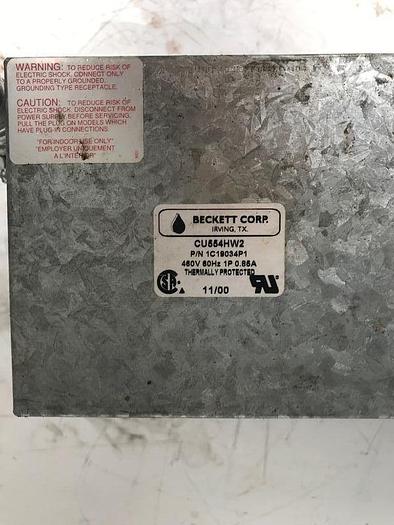 WARNING: TO REDUCE RISK OF
ELECTRIC SHOCK, CONNECT ONLY
TO A PROPERLY GROUNDED,
GROUNDING TYPE RECEPTACLE.
CAUTION: TO REDUCE RISK OF
ELECTRIC SHOCK, DISCONNECT FROM
POWER SUPPLY BEFORE SERVICING.
PULL THE PLUG ON MODELS WHICH
HAVE PLUG-IN CONNECTIONS.
"FOR INDOOR USE ONLY"
"EMPLOYER UNIQUEMENT
A L'INTERIEUR"
BECKETT CORP.
IRVING, TX.
CU554HW2
P/N 1C19034P1
460V 60Hz 1P 0.85A
THERMALLY PROTECTED
11/00